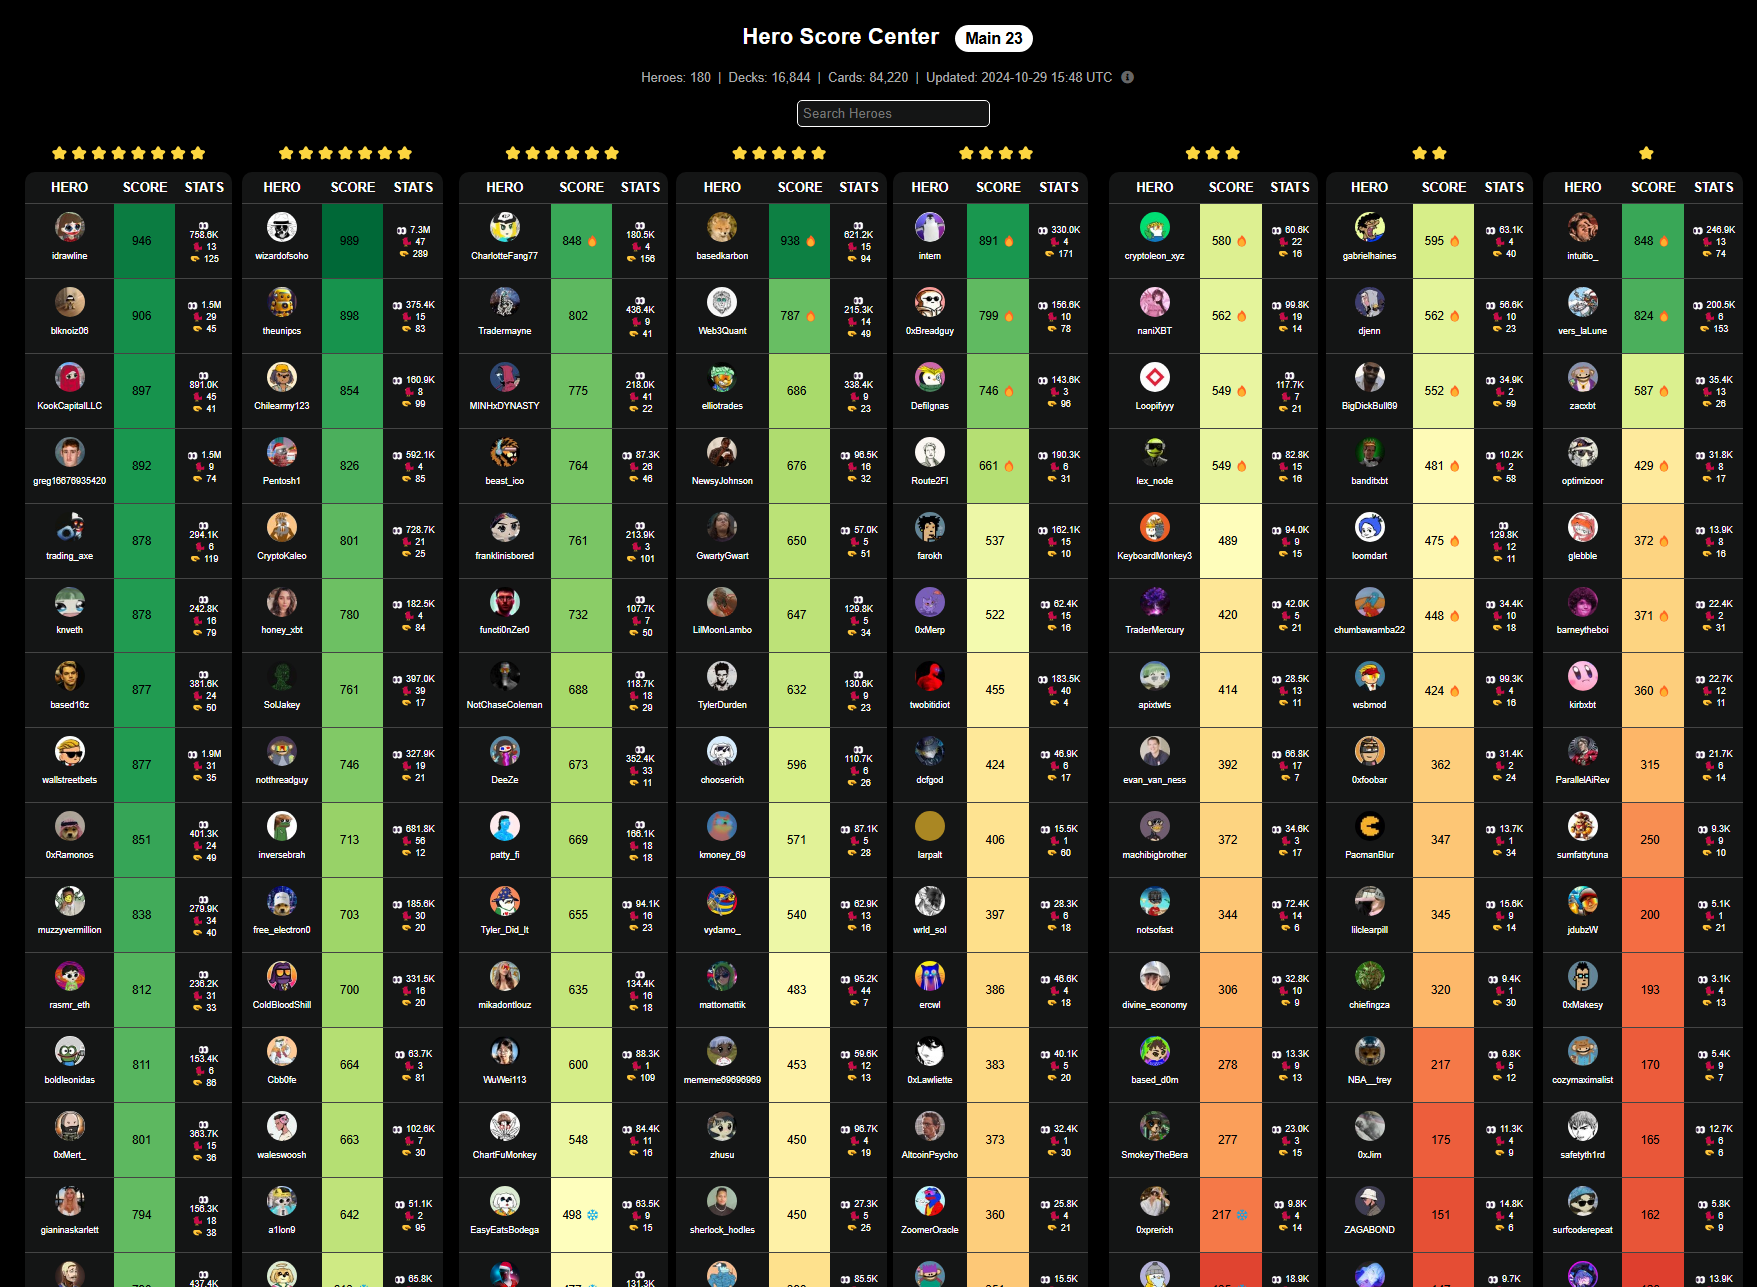 Hero Score Center Main 23
Heroes: 180 | Decks: 16,844 | Cards: 84,220 | Updated: 2024-10-29 15:48 UTC
Search Heroes
HERO SCORE STATS
idrawline 946 758.6K 13 125
blknoiz06 906 1.5M 29 45
KookCapitalLLC 897 891.0K 45 41
greg16676935420 892 1.5M 9 74
trading_axe 878 294.1K 6 119
knveth 878 242.8K 16 79
based16z 877 381.6K 24 50
wallstreetbets 877 1.9M 31 35
0xRamonos 851 401.3K 24 49
muzzyvermillion 838 279.9K 34 40
rasmr_eth 812 236.2K 31 33
boldleonidas 811 153.4K 6 86
0xMert_ 801 363.7K 15 36
gianinaskarlett 794 156.3K 18 38
437.4K
HERO SCORE STATS
wizardofsoho 989 7.3M 47 289
theunipcs 898 375.4K 15 83
Chilearmy123 854 160.9K 8 99
Pentosh1 826 592.1K 4 85
CryptoKaleo 801 728.7K 21 25
honey_xbt 780 182.5K 4 84
SolJakey 761 397.0K 39 17
notthreadguy 746 327.9K 19 21
inversebrah 713 681.8K 56 12
free_electron0 703 185.6K 30 20
ColdBloodShill 700 331.5K 16 20
Cbb0fe 664 63.7K 3 81
waleswoosh 663 102.6K 7 30
a1lon9 642 51.1K 2 95
65.8K
HERO SCORE STATS
CharlotteFang77 848 180.5K 4 156
Tradermayne 802 436.4K 9 41
MINHxDYNASTY 775 218.0K 41 22
beast_ico 764 87.3K 26 46
franklinisbored 761 213.9K 3 101
functi0nZer0 732 107.7K 7 50
NotChaseColeman 688 118.7K 18 29
DeeZe 673 352.4K 33 11
patty_fi 669 166.1K 18 18
Tyler_Did_It 655 94.1K 16 23
mikadontlouz 635 134.4K 16 18
WuWei113 600 88.3K 1 109
ChartFuMonkey 548 84.4K 11 16
EasyEatsBodega 498 63.5K 9 15
131.3K
HERO SCORE STATS
basedkarbon 938 621.2K 15 94
Web3Quant 787 215.3K 14 49
elliotrades 686 338.4K 9 23
NewsyJohnson 676 96.5K 16 32
GwartyGwart 650 57.0K 5 51
LilMoonLambo 647 129.8K 5 34
TylerDurden 632 130.6K 9 23
chooserich 596 110.7K 6 26
kmoney_69 571 87.1K 5 28
vydamo_ 540 62.9K 13 16
mattomattik 483 95.2K 44 7
mememe69696969 453 59.6K 12 13
zhusu 450 96.7K 4 19
sherlock_hodles 450 27.3K 5 25
85.5K
HERO SCORE STATS
intern 891 330.0K 4 171
0xBreadguy 799 156.6K 10 78
DefiIgnas 746 143.6K 3 96
Route2FI 661 190.3K 6 31
farokh 537 162.1K 15 10
0xMerp 522 62.4K 15 16
twobitidiot 455 183.5K 40 4
dcfgod 424 46.9K 6 17
larpalt 406 15.5K 1 60
wrld_sol 397 28.3K 6 18
ercwl 386 46.6K 4 18
0xLawliette 383 40.1K 5 20
AltcoinPsycho 373 32.4K 1 30
ZoomerOracle 360 25.8K 4 21
15.5K
HERO SCORE STATS
cryptoleon_xyz 580 60.6K 22 16
naniXBT 562 99.8K 19 14
Loopifyyy 549 117.7K 7 21
lex_node 549 82.8K 15 16
KeyboardMonkey3 489 94.0K 9 15
TraderMercury 420 42.0K 5 21
apixtwts 414 28.5K 13 11
evan_van_ness 392 66.8K 17 7
machibigbrother 372 34.6K 3 17
notsofast 344 72.4K 14 6
divine_economy 306 32.8K 10 9
based_d0m 278 13.3K 9 13
SmokeyTheBera 277 23.0K 3 15
0xprerich 217 9.8K 4 14
18.9K
HERO SCORE STATS
gabrielhaines 595 63.1K 4 40
djenn 562 56.6K 10 23
BigDickBull69 552 34.9K 2 59
banditxbt 481 10.2K 2 58
loomdart 475 129.8K 12 11
chumbawamba22 448 34.4K 10 18
wsbmod 424 99.3K 4 16
0xfoobar 362 31.4K 2 24
PacmanBlur 347 13.7K 1 34
lilclearpill 345 15.6K 9 14
chiefingza 320 9.4K 1 30
NBA__trey 217 6.8K 5 12
0xJim 175 11.3K 4 9
ZAGABOND 151 14.8K 4 6
9.7K
HERO SCORE STATS
intuitio_ 848 246.9K 13 74
vers_laLune 824 200.5K 6 153
zacxbt 587 35.4K 13 26
optimizoor 429 31.8K 8 17
glebble 372 13.9K 8 16
barneytheboi 371 22.4K 2 31
kirbxbt 360 22.7K 12 11
ParallelAiRev 315 21.7K 6 14
sumfattytuna 250 9.3K 9 10
jdubzW 200 5.1K 1 21
0xMakesy 193 3.1K 4 13
cozymaximalist 170 5.4K 9 7
safetyth1rd 165 12.7K 6 6
surfcoderepeat 162 5.8K 6 9
13.9K